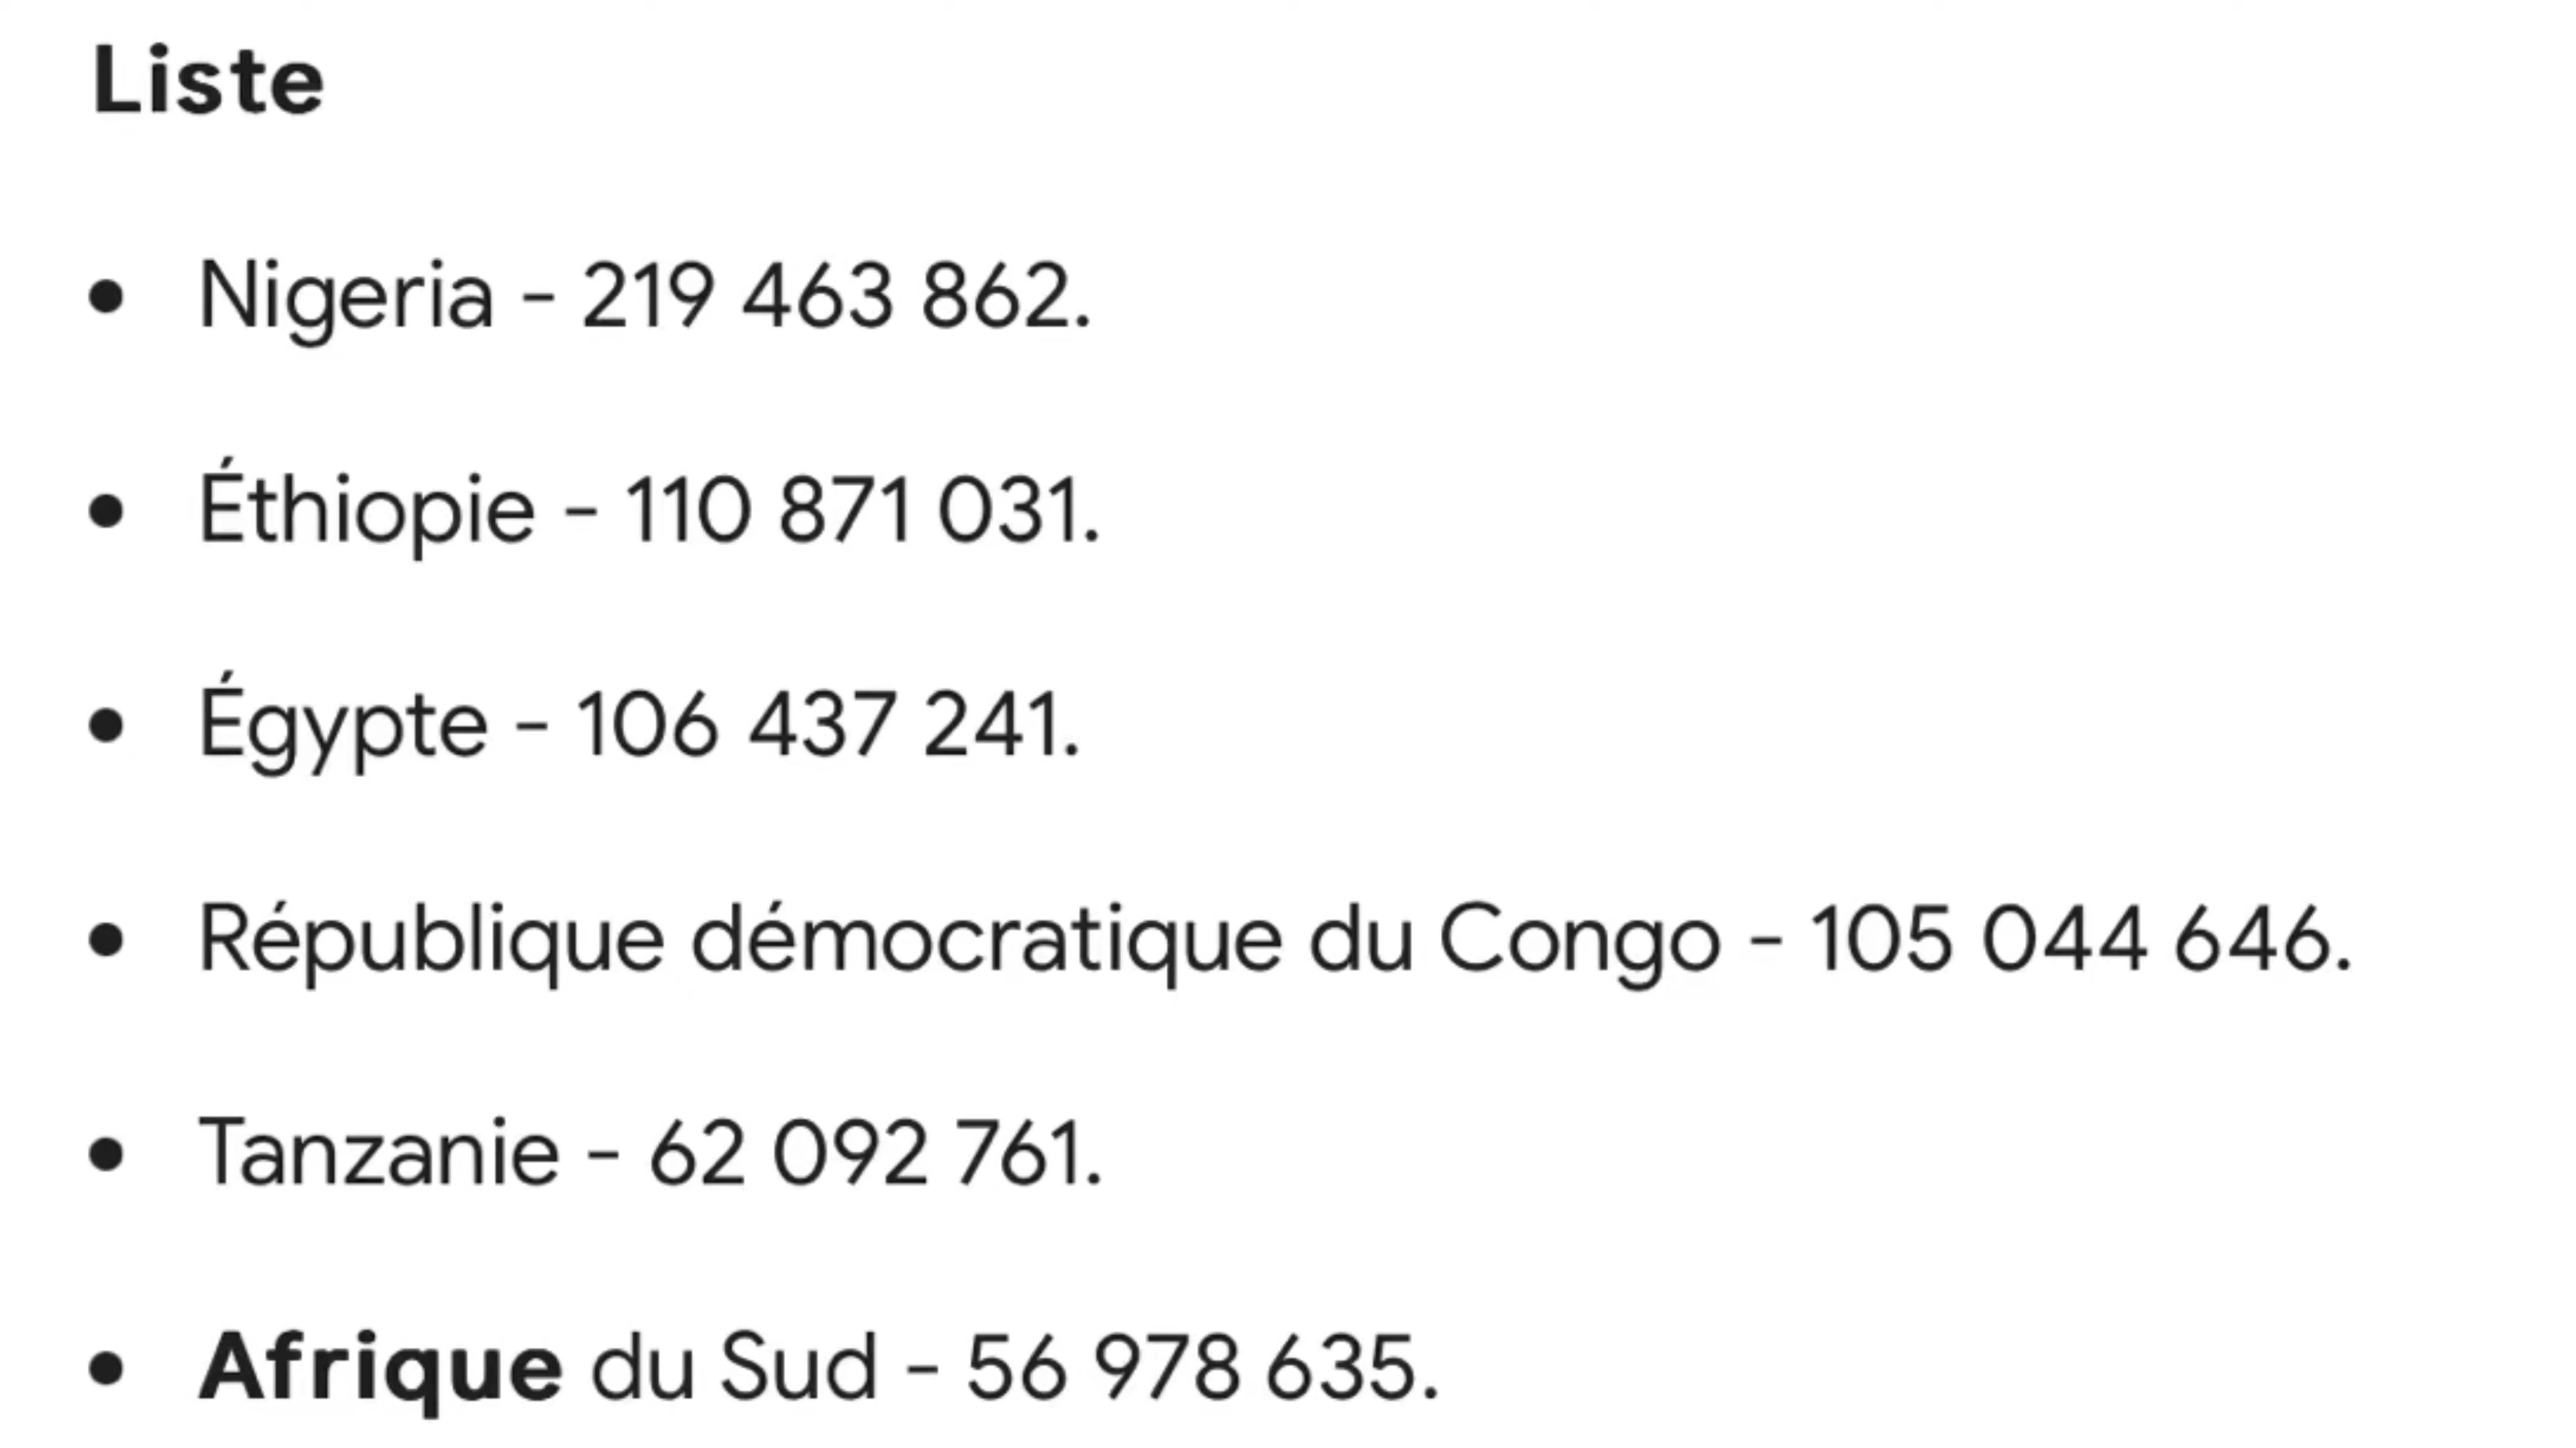 Liste
• Nigeria - 219 463 862.
• Éthiopie - 110 871 031.
• Égypte - 106 437 241.
• République démocratique du Congo - 105 044 646.
• Tanzanie - 62 092 761.
• Afrique du Sud - 56 978 635.